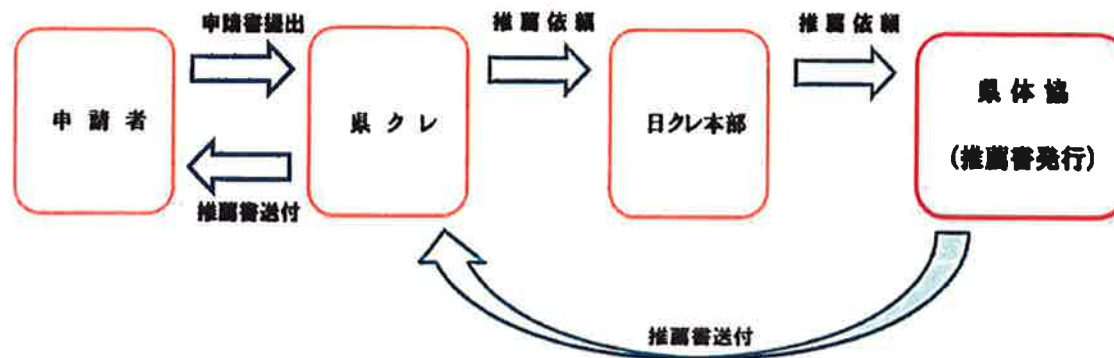 申請書提出
推薦依頼
推薦依頼
申請者
県クレ
日クレ本部
県体協
(推薦書発行)
推薦書送付
推薦書送付